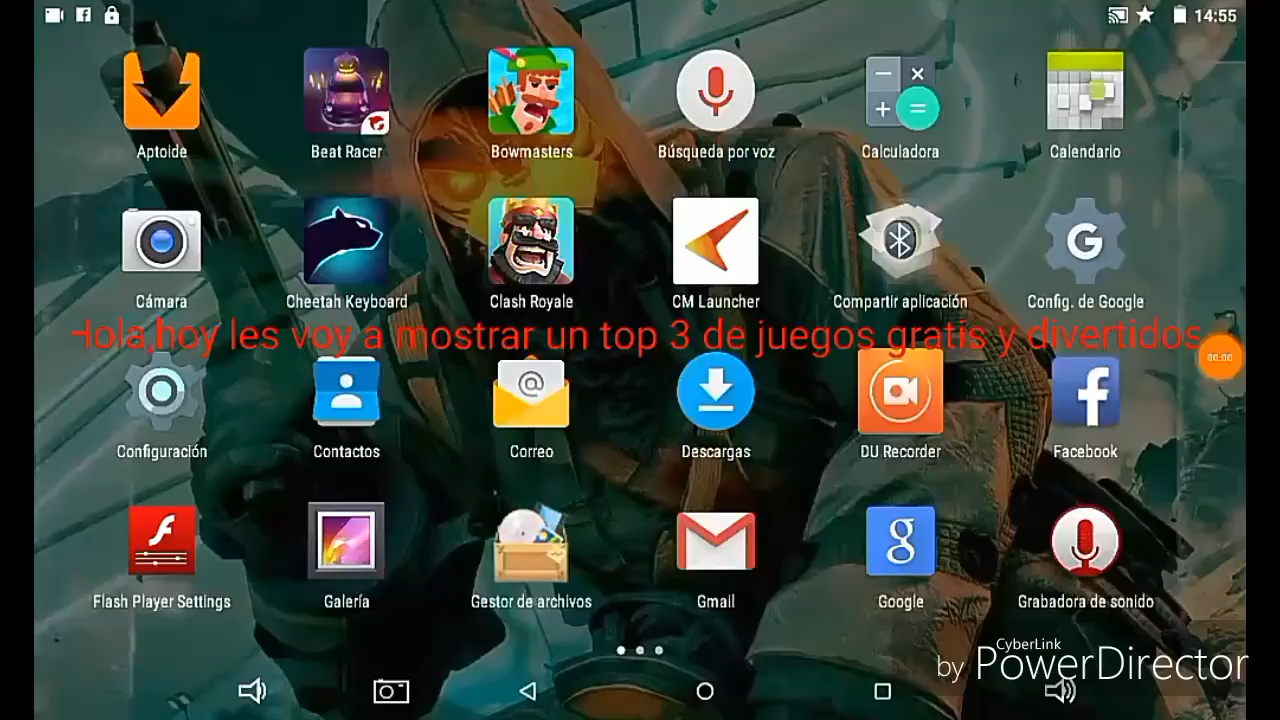 14:55
Aptoide
Beat Racer
Bowmasters
Búsqueda por voz
Calculadora
Calendario
Cámara
Cheetah Keyboard
Clash Royale
CM Launcher
Compartir aplicación
Config. de Google
Hola,hoy les voy a mostrar un top 3 de juegos gratis y divertidos
00:00
Configuración
Contactos
Correo
Descargas
DU Recorder
Facebook
Flash Player Settings
Galería
Gestor de archivos
Gmail
Google
Grabadora de sonido
CyberLink
by PowerDirector